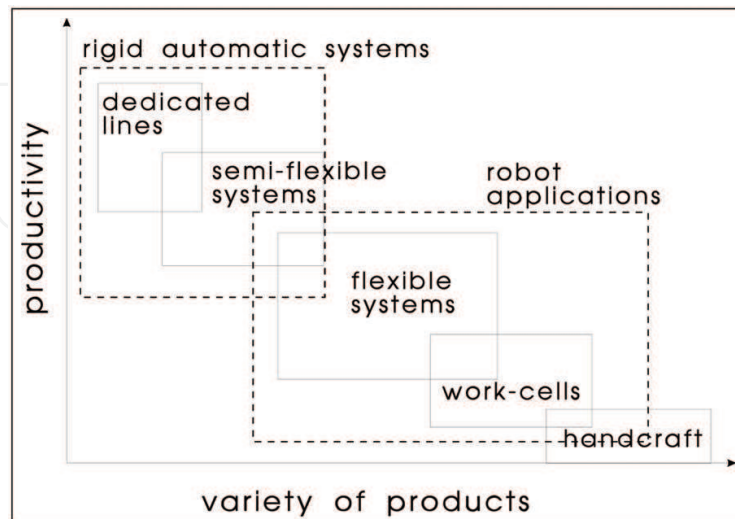 rigid automatic systems
dedicated
lines
semi-flexible
systems
robot
applications
flexible
systems
work-cells
handcraft
productivity
variety of products